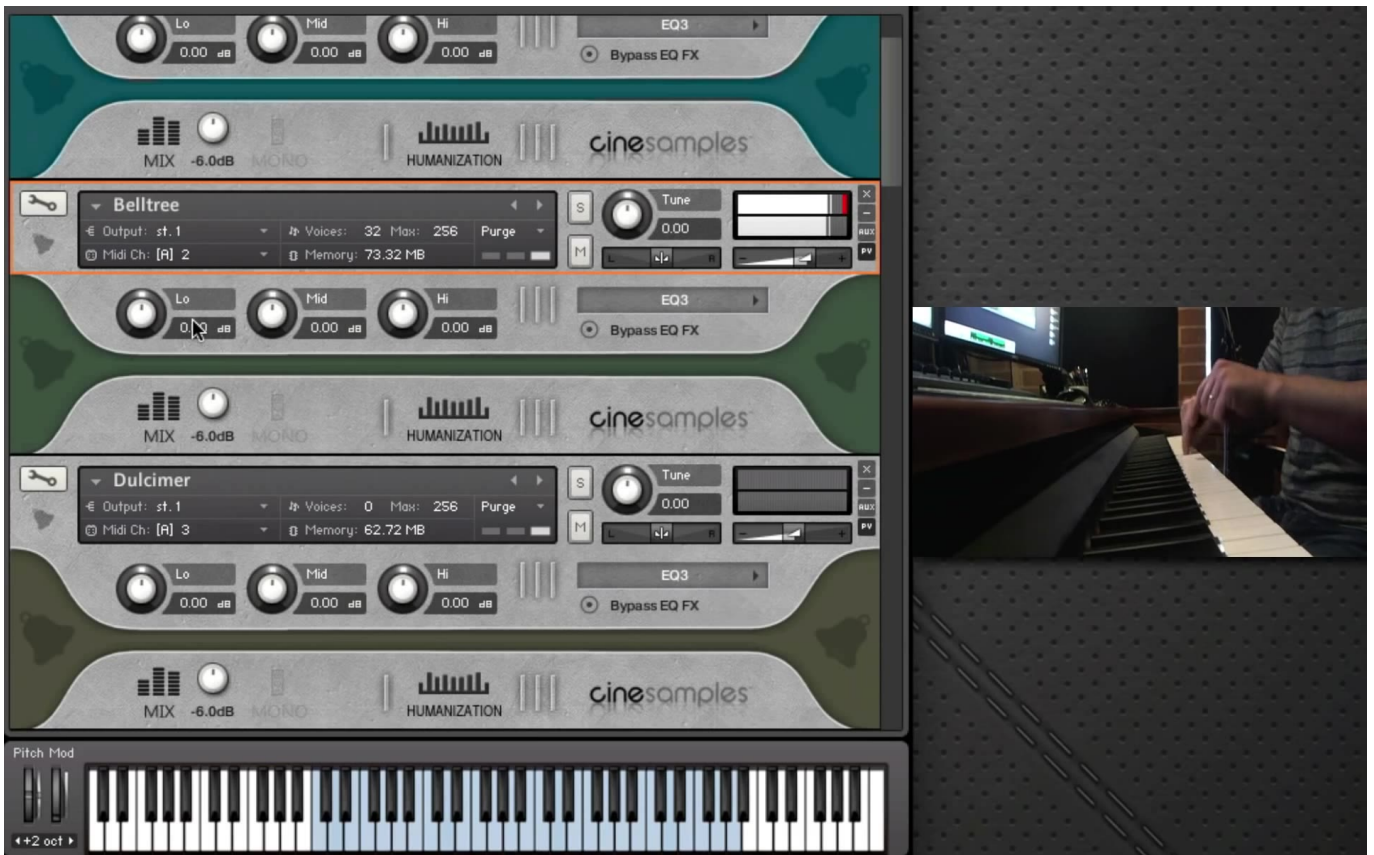 Lo Mid Hi EQ3
0.00 dB 0.00 dB 0.00 dB Bypass EQ FX
MIX -6.0dB MONO HUMANIZATION cinesamples
Belltree S Tune ×
Output: st.1 Voices: 32 Max: 256 Purge 0.00 AUX
Midi Ch: [A] 2 Memory: 73.32 MB M L R - + PV
Lo Mid Hi EQ3
dB 0.00 dB 0.00 dB Bypass EQ FX
MIX -6.0dB MONO HUMANIZATION cinesamples
Dulcimer S Tune ×
Output: st.1 Voices: 0 Max: 256 Purge 0.00 AUX
Midi Ch: [A] 3 Memory: 62.72 MB M L R - + PV
Lo Mid Hi EQ3
0.00 dB 0.00 dB 0.00 dB Bypass EQ FX
MIX -6.0dB MONO HUMANIZATION cinesamples
Pitch Mod
+2 oct